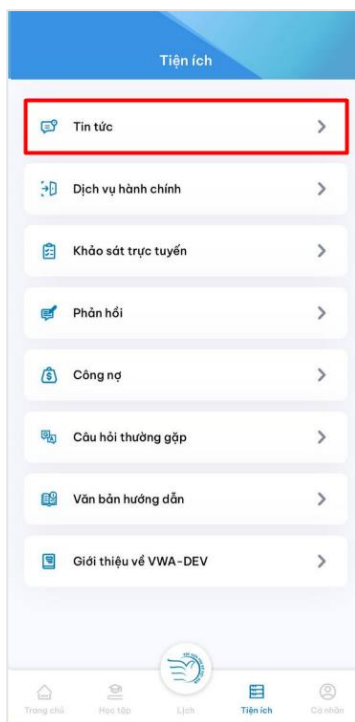 Tiện ích
Tin tức
Dịch vụ hành chính
Khảo sát trực tuyến
Phản hồi
Công nợ
Câu hỏi thường gặp
Văn bản hướng dẫn
Giới thiệu về VWA-DEV
Trang chủ Học tập Lịch Tiện ích Cá nhân